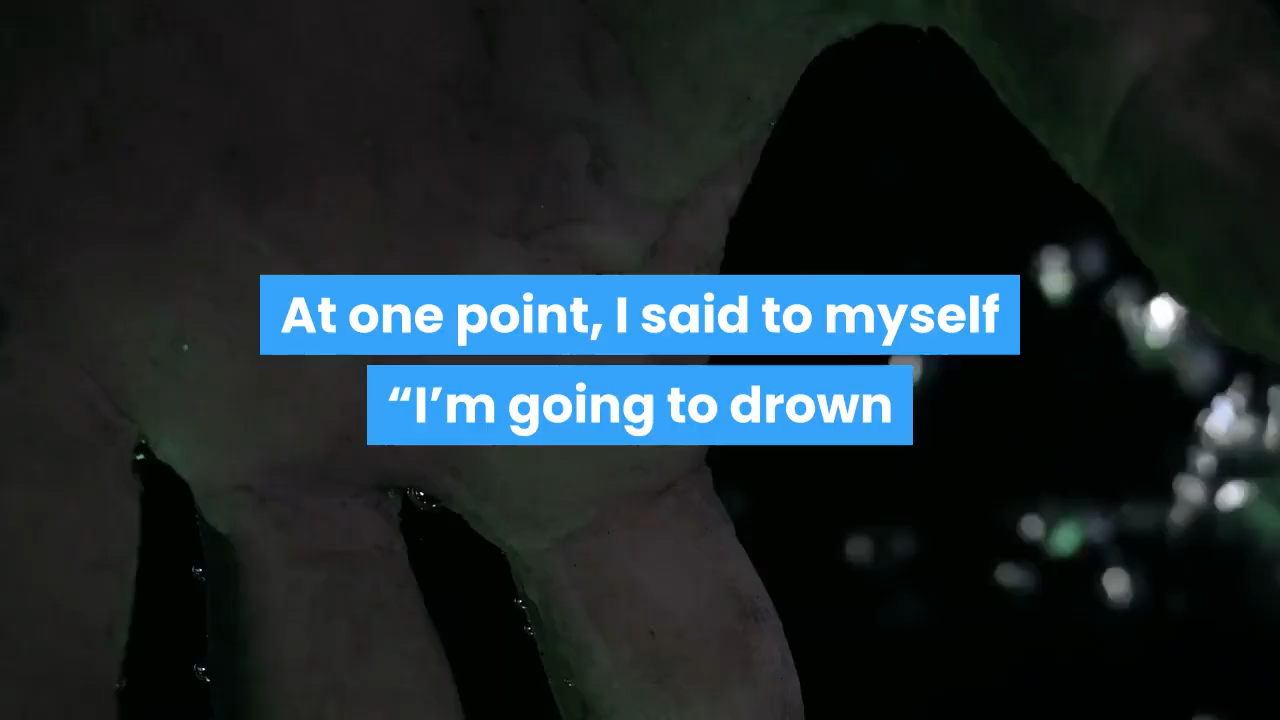 At one point, I said to myself
“I’m going to drown